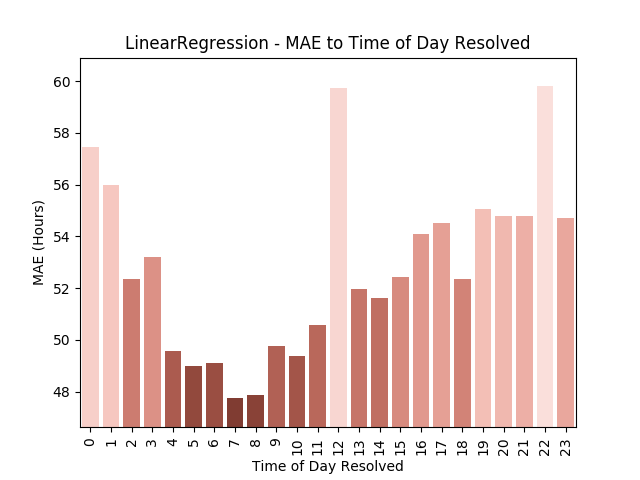 LinearRegression - MAE to Time of Day Resolved
MAE (Hours)
60
58
56
54
52
50
48
0 1 2 3 4 5 6 7 8 9 10 11 12 13 14 15 16 17 18 19 20 21 22 23
Time of Day Resolved